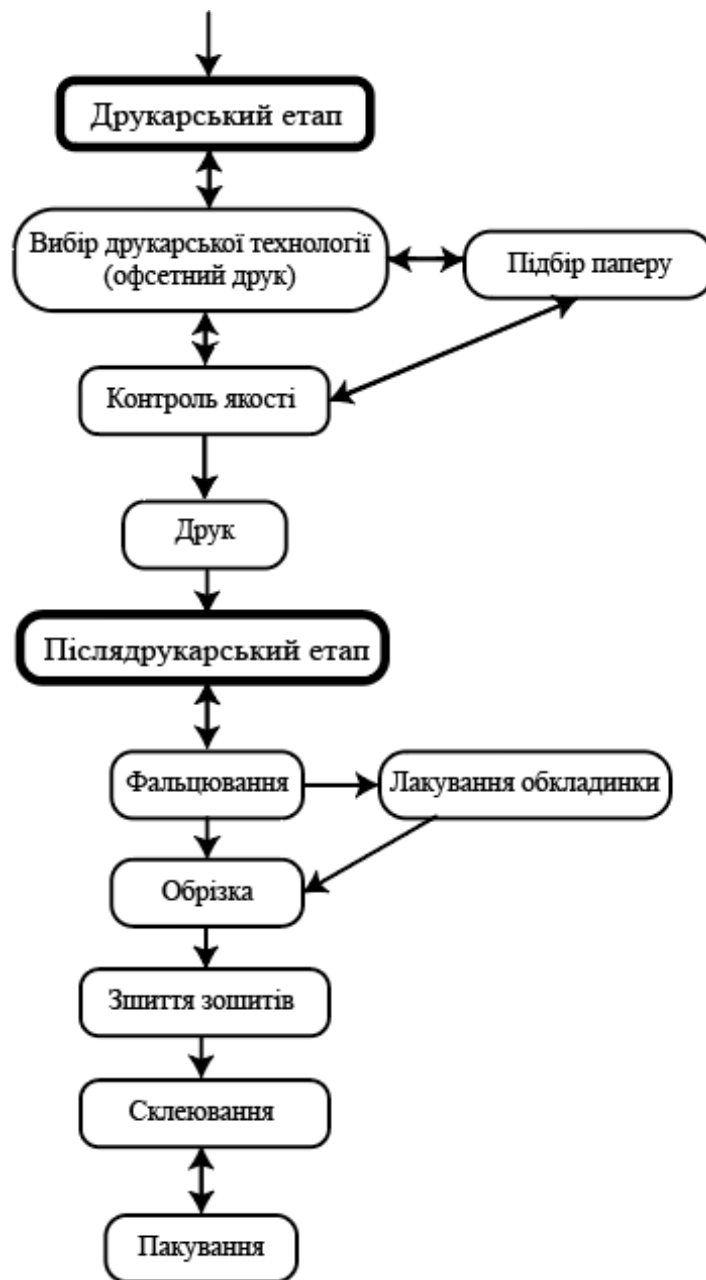 Друкарський етап
Вибір друкарської технології
(офсетний друк)
Підбір паперу
Контроль якості
Друк
Післядрукарський етап
Фальцювання
Лакування обкладинки
Обрізка
Зшиття зошитів
Склеювання
Пакування